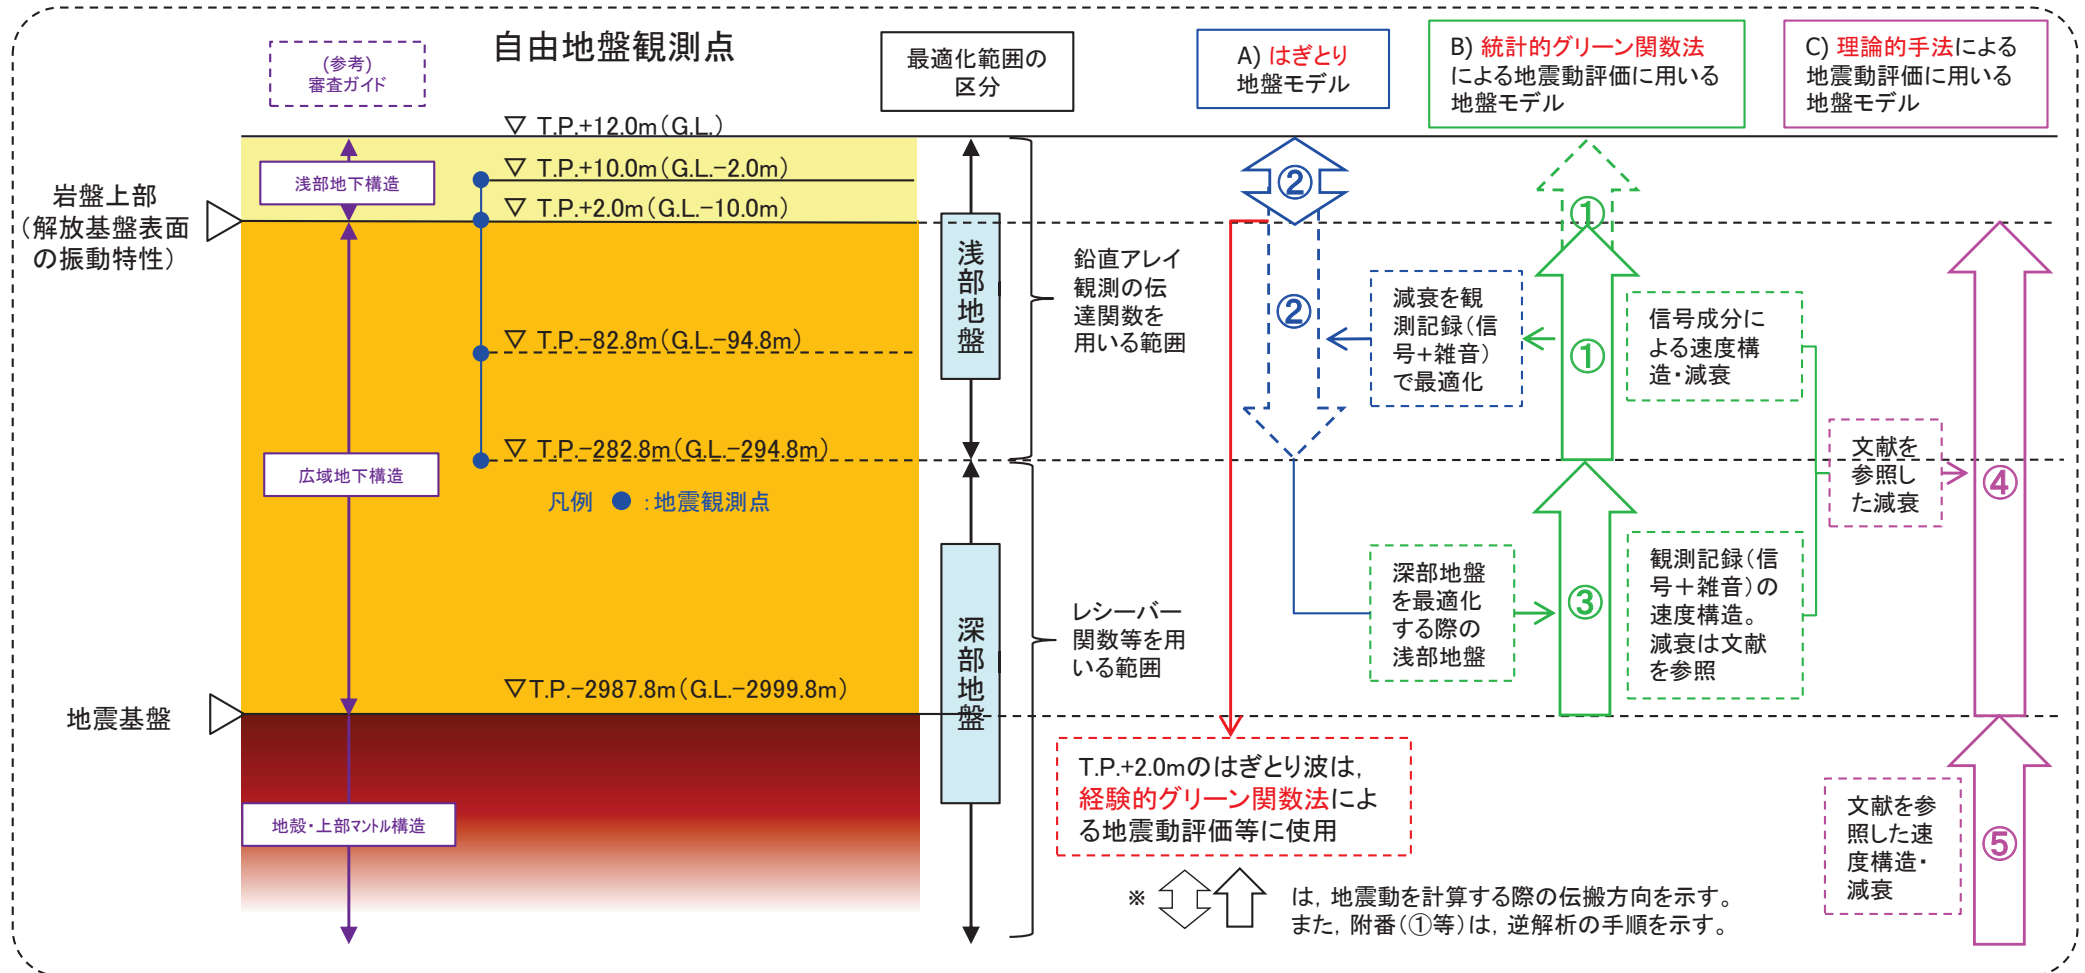 (参考)
審査ガイド
自由地盤観測点
最適化範囲の
区分
A) はぎとり
地盤モデル
B) 統計的グリーン関数法
による地震動評価に用いる
地盤モデル
C) 理論的手法による
地震動評価に用いる
地盤モデル
▽ T.P.+12.0m(G.L.)
▽ T.P.+10.0m(G.L.-2.0m)
▽ T.P.+2.0m(G.L.-10.0m)
▽ T.P.-82.8m(G.L.-94.8m)
▽ T.P.-282.8m(G.L.-294.8m)
凡例 ● :地震観測点
▽T.P.-2987.8m(G.L.-2999.8m)
岩盤上部
(解放基盤表面
の振動特性)
地震基盤
浅部地下構造
広域地下構造
地殻・上部マントル構造
浅部地盤
深部地盤
鉛直アレイ
観測の伝
達関数を
用いる範囲
レシーバー
関数等を用
いる範囲
②
②
減衰を観
測記録(信
号+雑音)
で最適化
①
①
信号成分に
よる速度構
造・減衰
文献を
参照し
た減衰
④
深部地盤
を最適化
する際の
浅部地盤
③
観測記録(信
号+雑音)の
速度構造。
減衰は文献
を参照
T.P.+2.0mのはぎとり波は,
経験的グリーン関数法によ
る地震動評価等に使用
文献を参
照した速
度構造・
減衰
⑤
※ は, 地震動を計算する際の伝搬方向を示す。
また, 附番(①等)は, 逆解析の手順を示す。